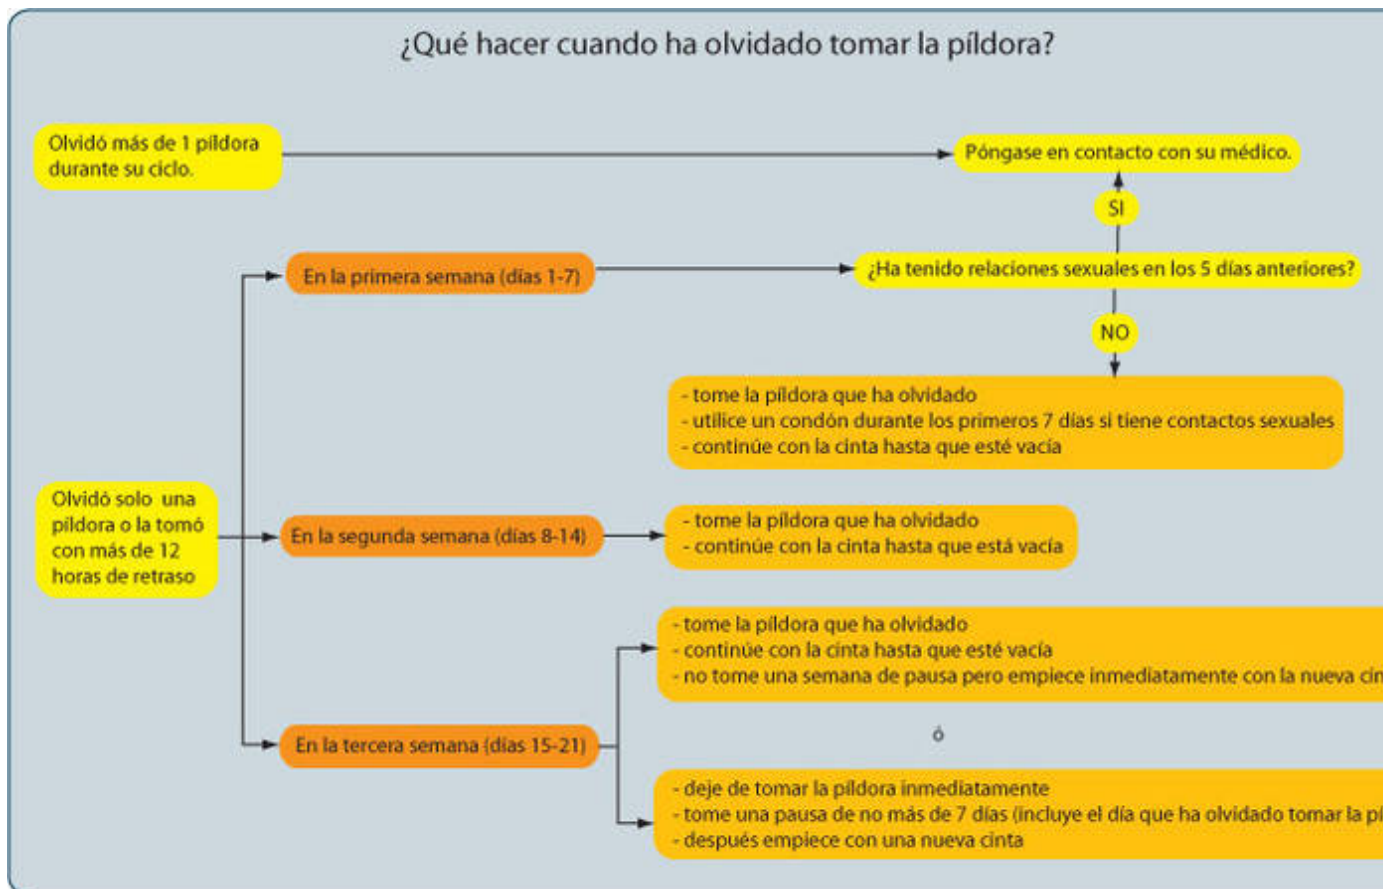 ¿Qué hacer cuando ha olvidado tomar la píldora?
Olvidó más de 1 píldora
durante su ciclo.
Póngase en contacto con su médico.
SI
En la primera semana (días 1-7)
¿Ha tenido relaciones sexuales en los 5 días anteriores?
NO
- tome la píldora que ha olvidado
- utilice un condón durante los primeros 7 días si tiene contactos sexuales
- continúe con la cinta hasta que esté vacía
Olvidó solo una
píldora o la tomó
con más de 12
horas de retraso
En la segunda semana (días 8-14)
- tome la píldora que ha olvidado
- continúe con la cinta hasta que está vacía
- tome la píldora que ha olvidado
- continúe con la cinta hasta que esté vacía
- no tome una semana de pausa pero empiece inmediatamente con la nueva
ó
En la tercera semana (días 15-21)
- deje de tomar la píldora inmediatamente
- tome una pausa de no más de 7 días (incluye el día que ha olvidado tomar la
- después empiece con una nueva cinta